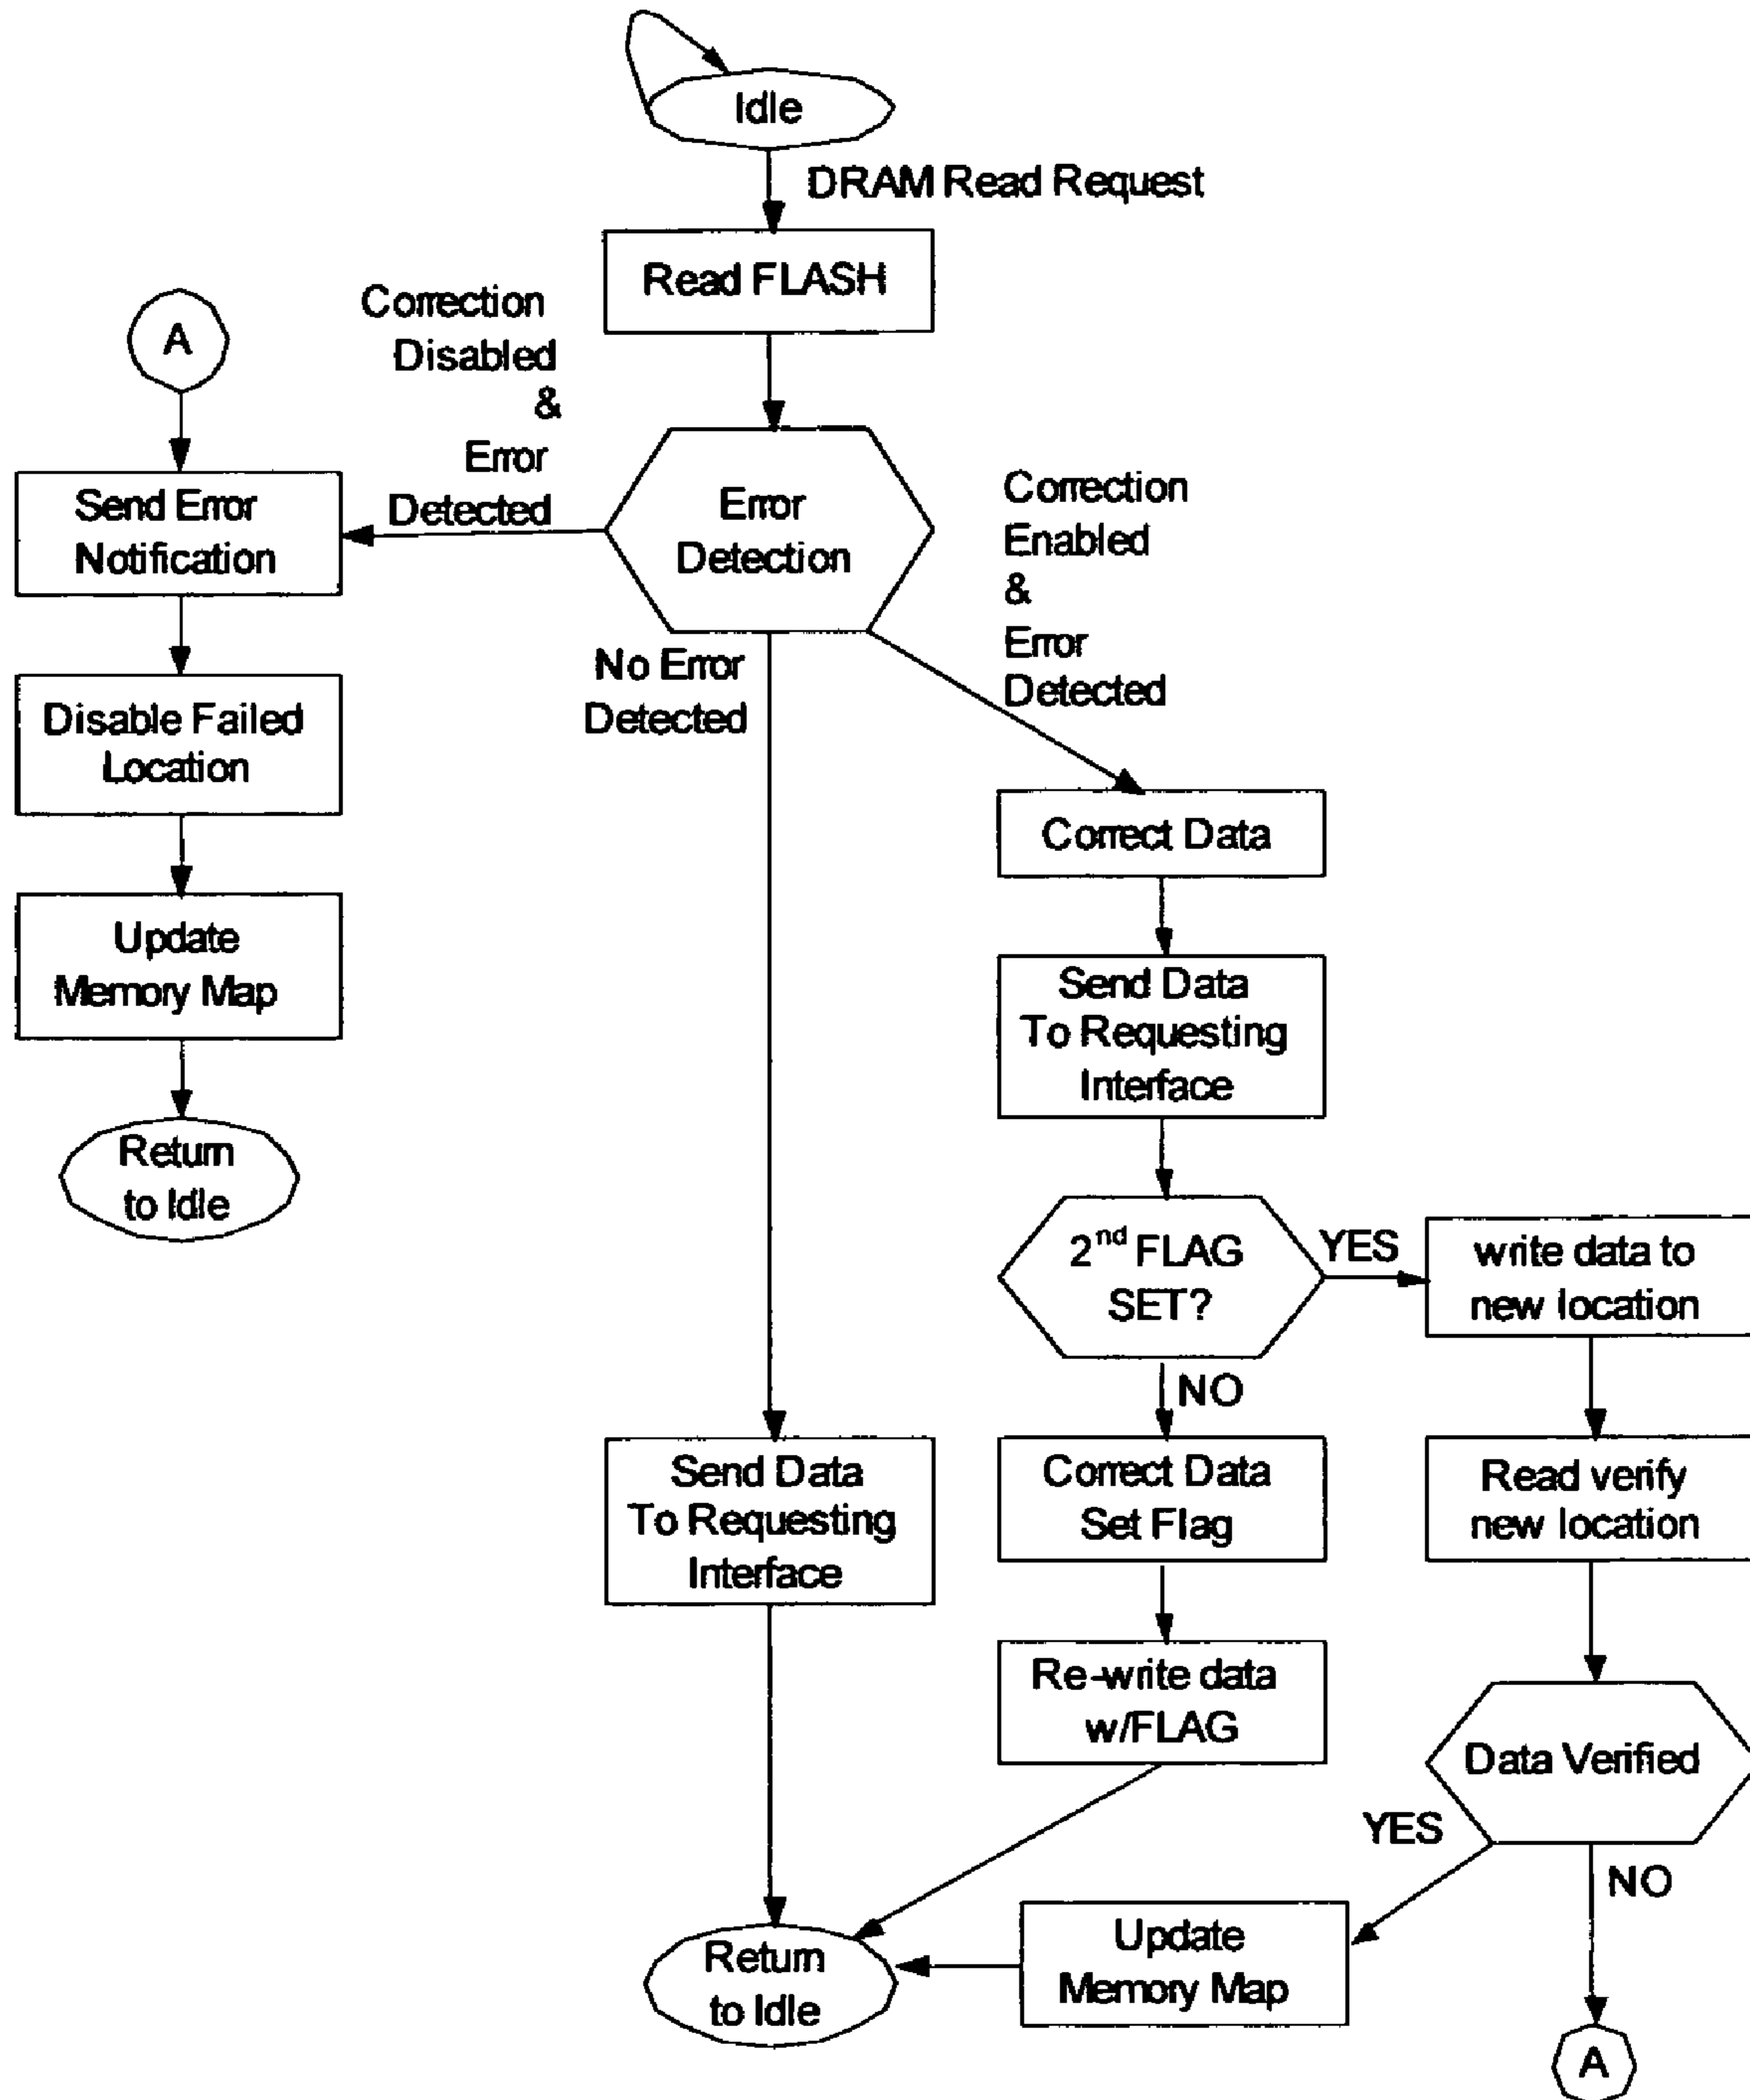 Idle
DRAM Read Request
Read FLASH
Correction
Disabled
&
Error
Detected
A
Send Error
Notification
Disable Failed
Location
Update
Memory Map
Return
to Idle
Error
Detection
Correction
Enabled
&
Error
Detected
No Error
Detected
Correct Data
Send Data
To Requesting
Interface
2nd FLAG
SET?
YES
write data to
new location
NO
Send Data
To Requesting
Interface
Correct Data
Set Flag
Read verify
new location
Re-write data
w/FLAG
Data Verified
YES
NO
Update
Memory Map
Return
to Idle
A